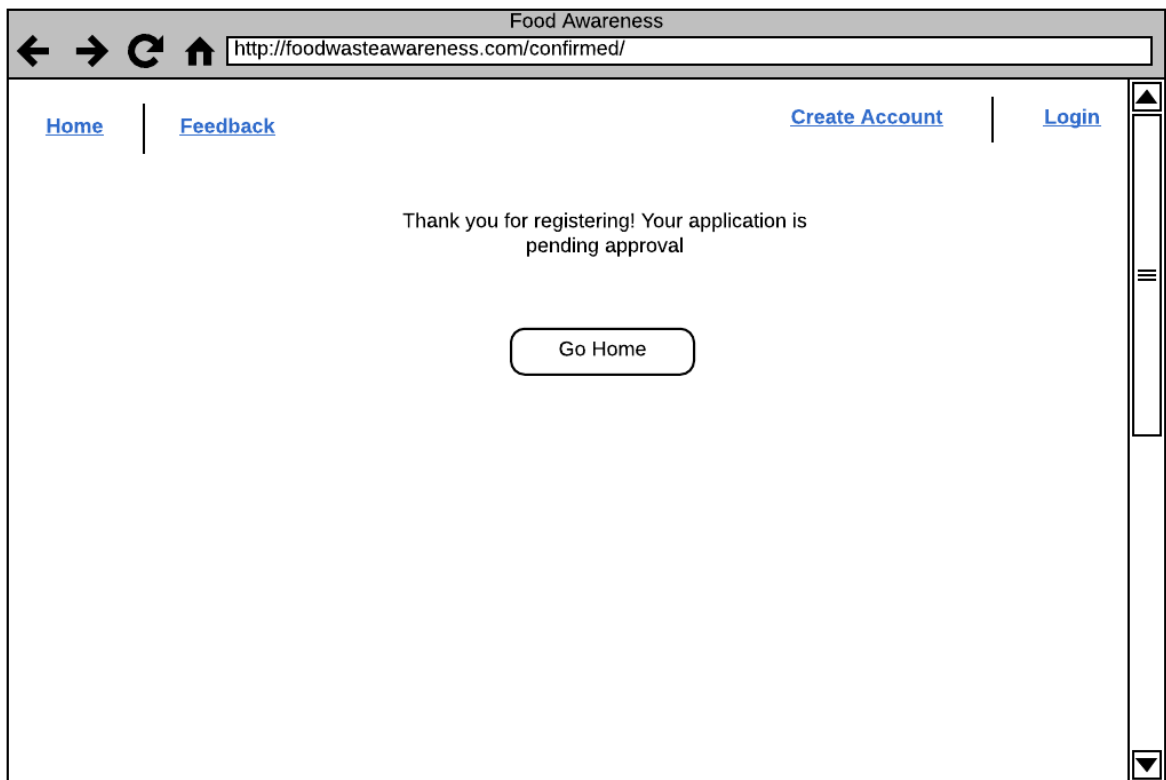 Food Awareness
http://foodwasteawareness.com/confirmed/
Home
Feedback
Create Account
Login
Thank you for registering! Your application is
pending approval
Go Home